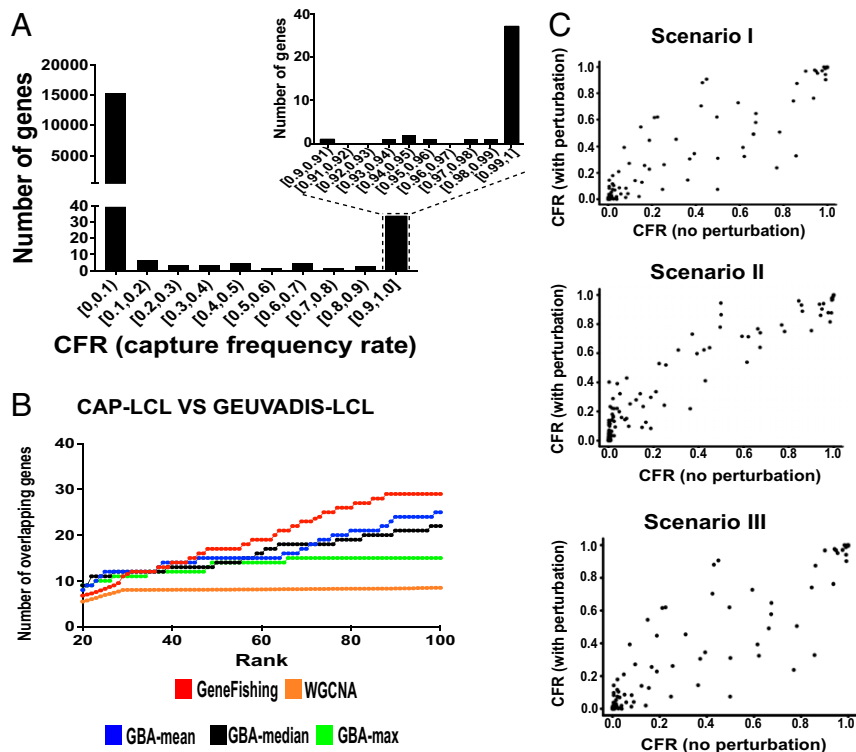 A
Number of genes
15000
10000
5000
40
30
20
10
0
[0,0.1)
[0.1,0.2)
[0.2,0.3)
[0.3,0.4)
[0.4,0.5)
[0.5,0.6)
[0.6,0.7)
[0.7,0.8)
[0.8,0.9)
[0.9,1.0]
CFR (capture frequency rate)
Number of genes
40
20
0
[0.9,0.91)
[0.91,0.92)
[0.92,0.93)
[0.93,0.94)
[0.94,0.95)
[0.95,0.96)
[0.96,0.97)
[0.97,0.98)
[0.98,0.99)
[0.99,1]
B
CAP-LCL VS GEUVADIS-LCL
Number of overlapping genes
40
30
20
10
0
20 40 60 80 100
Rank
GeneFishing WGCNA
GBA-mean GBA-median GBA-max
C
Scenario I
CFR (with perturbation)
1.0
0.8
0.6
0.4
0.2
0.0
0.0 0.2 0.4 0.6 0.8 1.0
CFR (no perturbation)
Scenario II
CFR (with perturbation)
1.0
0.8
0.6
0.4
0.2
0.0
0.0 0.2 0.4 0.6 0.8 1.0
CFR (no perturbation)
Scenario III
CFR (with perturbation)
1.0
0.8
0.6
0.4
0.2
0.0
0.0 0.2 0.4 0.6 0.8 1.0
CFR (no perturbation)